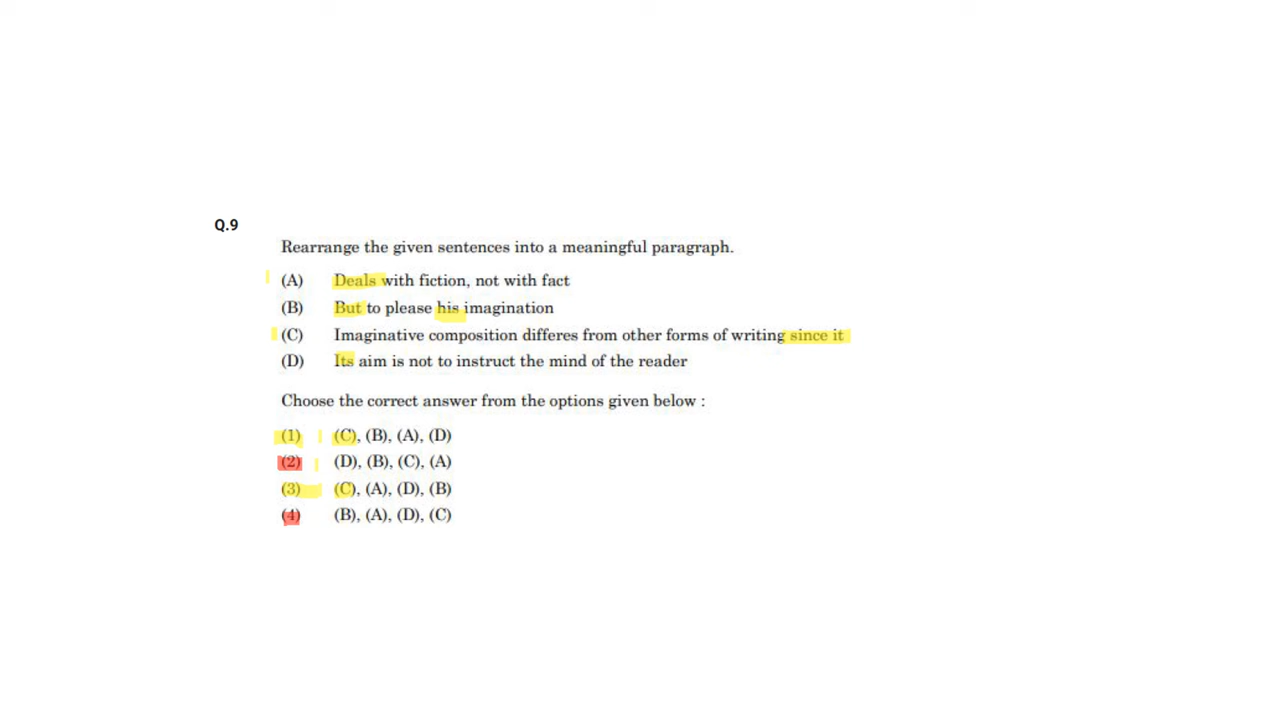 Q.9
Rearrange the given sentences into a meaningful paragraph.
(A) Deals with fiction, not with fact
(B) But to please his imagination
(C) Imaginative composition differes from other forms of writing since it
(D) Its aim is not to instruct the mind of the reader
Choose the correct answer from the options given below :
(1) (C), (B), (A), (D)
(2) (D), (B), (C), (A)
(3) (C), (A), (D), (B)
(4) (B), (A), (D), (C)